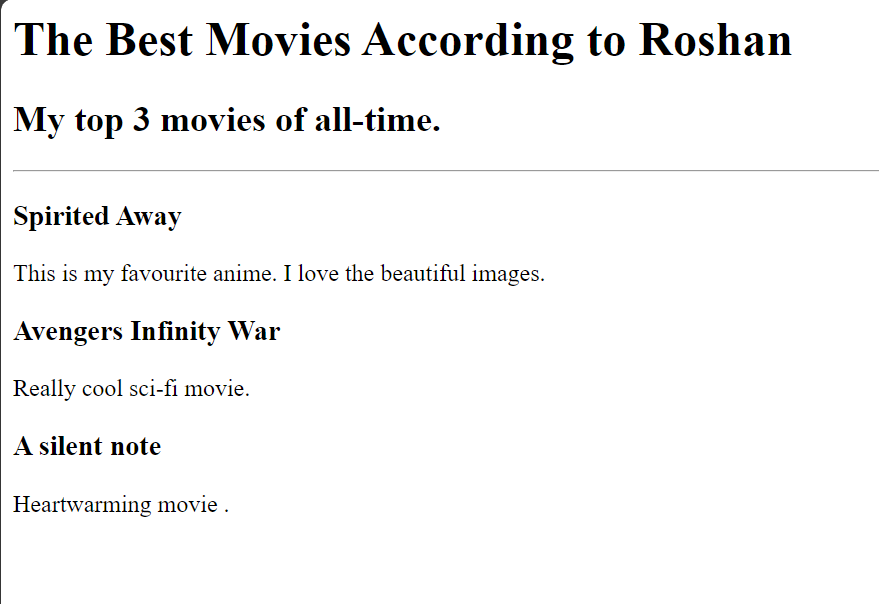 The Best Movies According to Roshan
My top 3 movies of all-time.
Spirited Away
This is my favourite anime. I love the beautiful images.
Avengers Infinity War
Really cool sci-fi movie.
A silent note
Heartwarming movie .